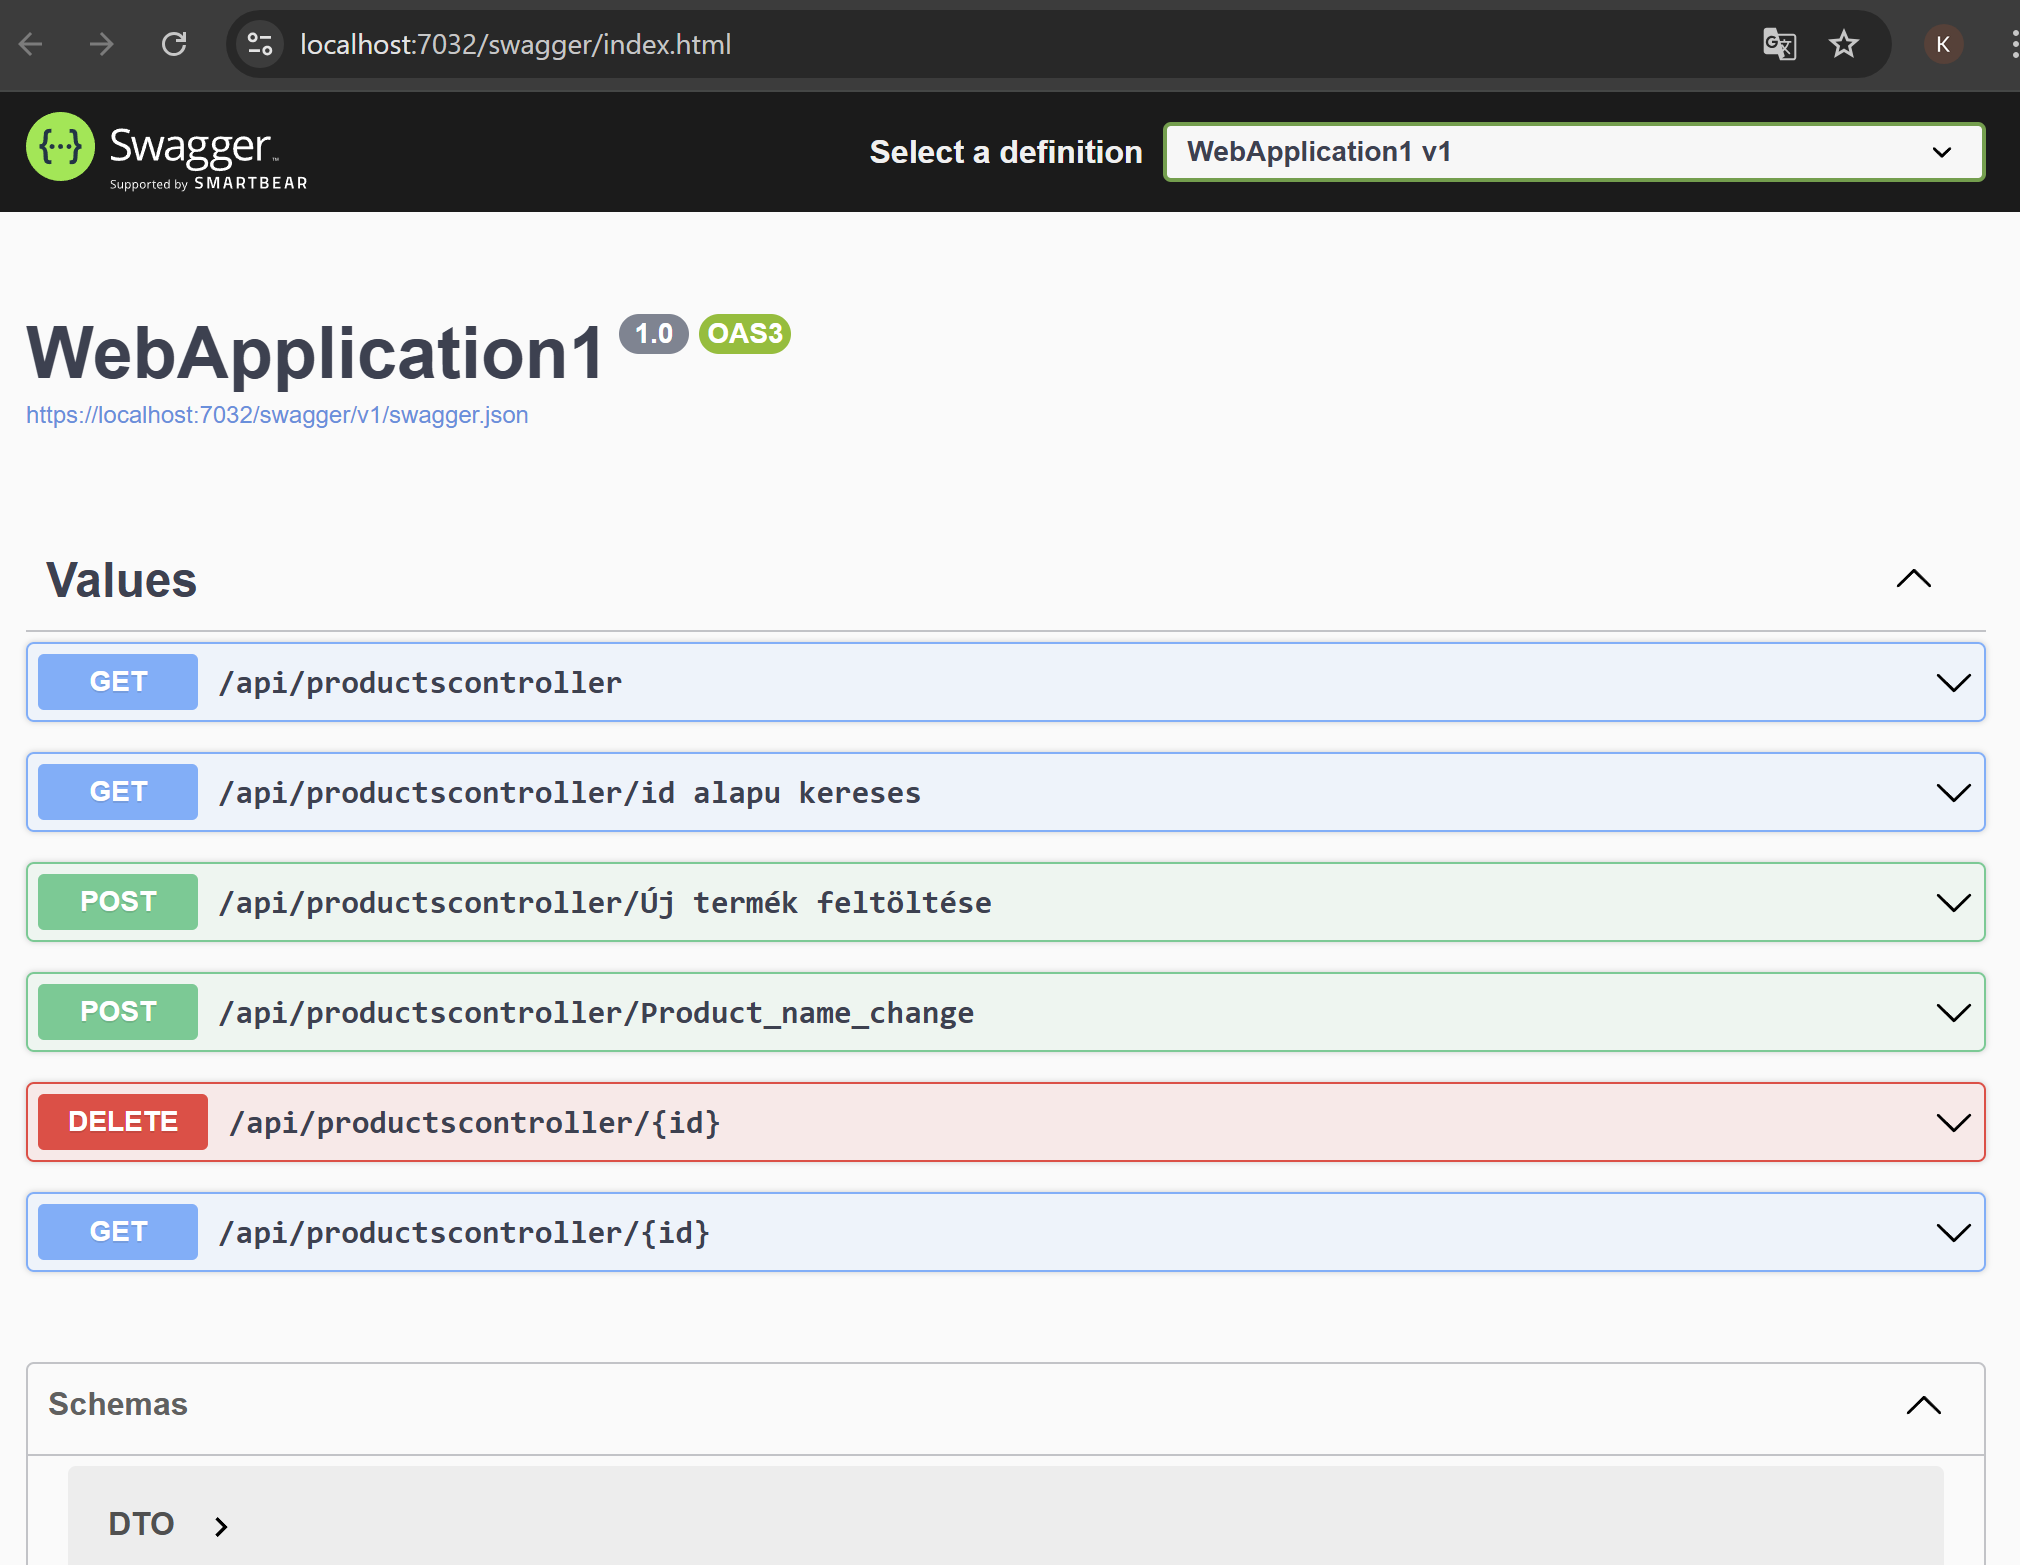 localhost:7032/swagger/index.html
K
{···} Swagger™
Supported by SMARTBEAR
Select a definition
WebApplication1 v1
WebApplication1 1.0 OAS3
https://localhost:7032/swagger/v1/swagger.json
Values
GET /api/productscontroller
GET /api/productscontroller/id alapu kereses
POST /api/productscontroller/Új termék feltöltése
POST /api/productscontroller/Product_name_change
DELETE /api/productscontroller/{id}
GET /api/productscontroller/{id}
Schemas
DTO